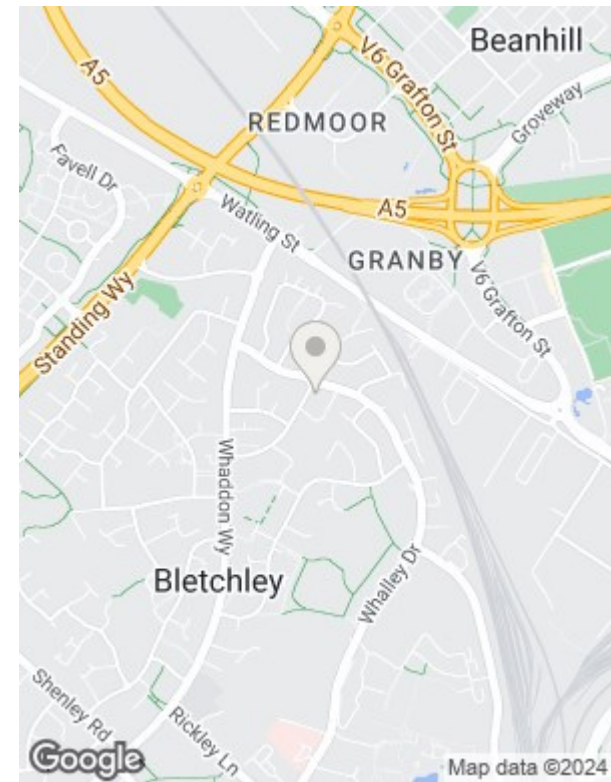 Beanhill
A5
V6 Grafton St
REDMOOR
Groveway
Favell Dr
A5
Watling St
GRANBY
V6 Grafton St
Standing Wy
Whaddon Wy
Bletchley
Whalley Dr
Shenley Rd
Rickley Ln
Google
Map data ©2024